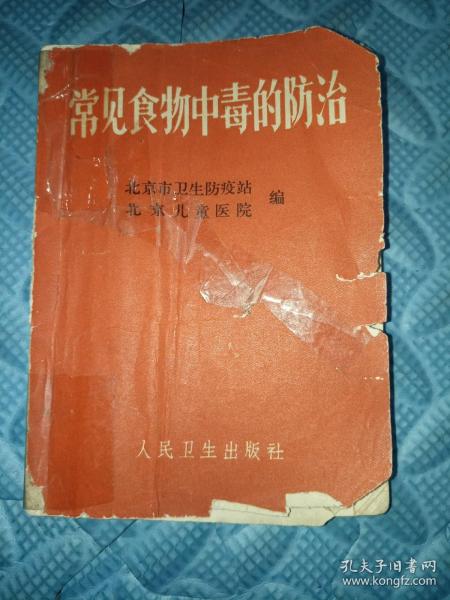 常见食物中毒的防治
北京市卫生防疫站
北京儿童医院
编
人民卫生出版社
孔夫子旧书网
www.kongfz.com